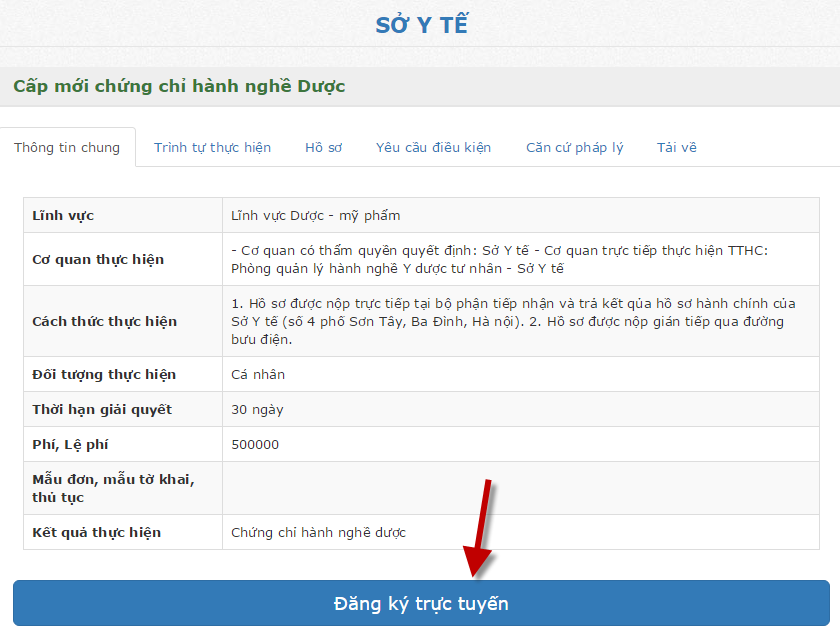 SỞ Y TẾ
Cấp mới chứng chỉ hành nghề Dược
Thông tin chung
Trình tự thực hiện
Hồ sơ
Yêu cầu điều kiện
Căn cứ pháp lý
Tải về
Lĩnh vực
Lĩnh vực Dược - mỹ phẩm
Cơ quan thực hiện
- Cơ quan có thẩm quyền quyết định: Sở Y tế - Cơ quan trực tiếp thực hiện TTHC:
Phòng quản lý hành nghề Y dược tư nhân - Sở Y tế
Cách thức thực hiện
1. Hồ sơ được nộp trực tiếp tại bộ phận tiếp nhận và trả kết qủa hồ sơ hành chính của
Sở Y tế (số 4 phố Sơn Tây, Ba Đình, Hà nội). 2. Hồ sơ được nộp gián tiếp qua đường
bưu điện.
Đối tượng thực hiện
Cá nhân
Thời hạn giải quyết
30 ngày
Phí, Lệ phí
500000
Mẫu đơn, mẫu tờ khai,
thủ tục
Kết quả thực hiện
Chứng chỉ hành nghề dược
Đăng ký trực tuyến